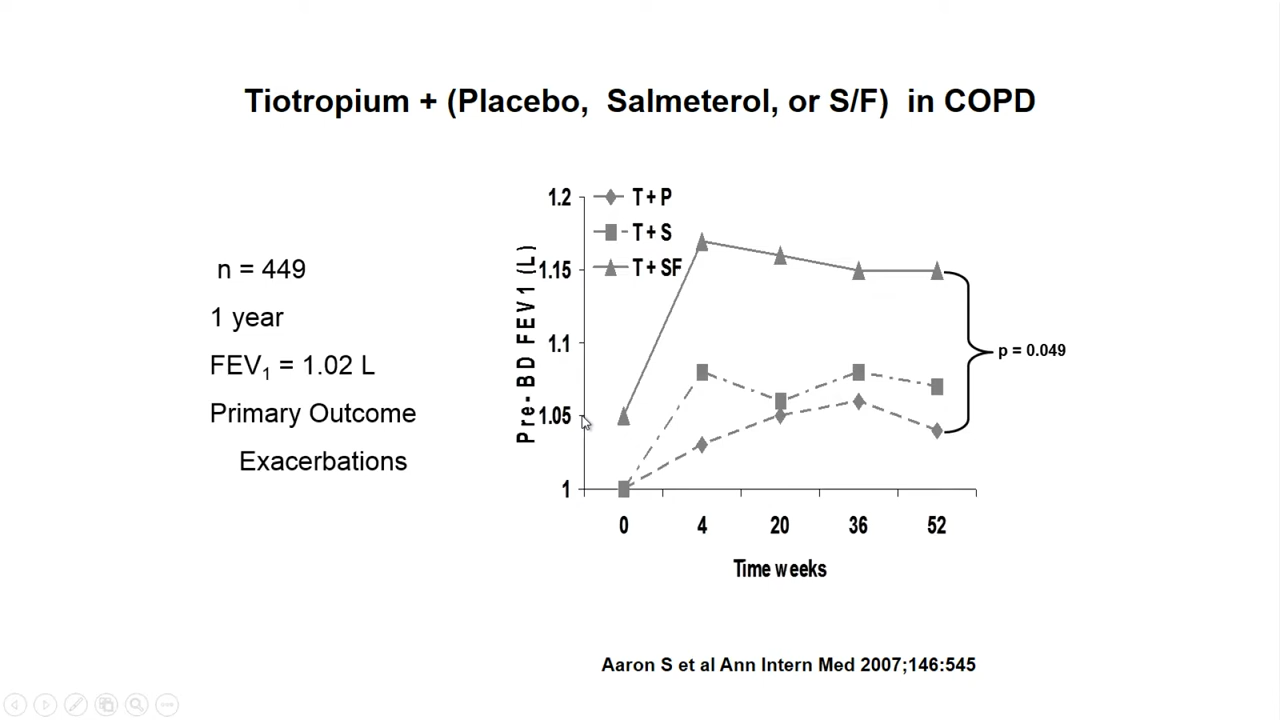 Tiotropium + (Placebo, Salmeterol, or S/F) in COPD
n = 449
1 year
FEV₁ = 1.02 L
Primary Outcome
Exacerbations
Pre- BD FEV1 (L)
1.2
1.15
1.1
1.05
1
T + P
T + S
T + SF
p = 0.049
0 4 20 36 52
Time weeks
Aaron S et al Ann Intern Med 2007;146:545